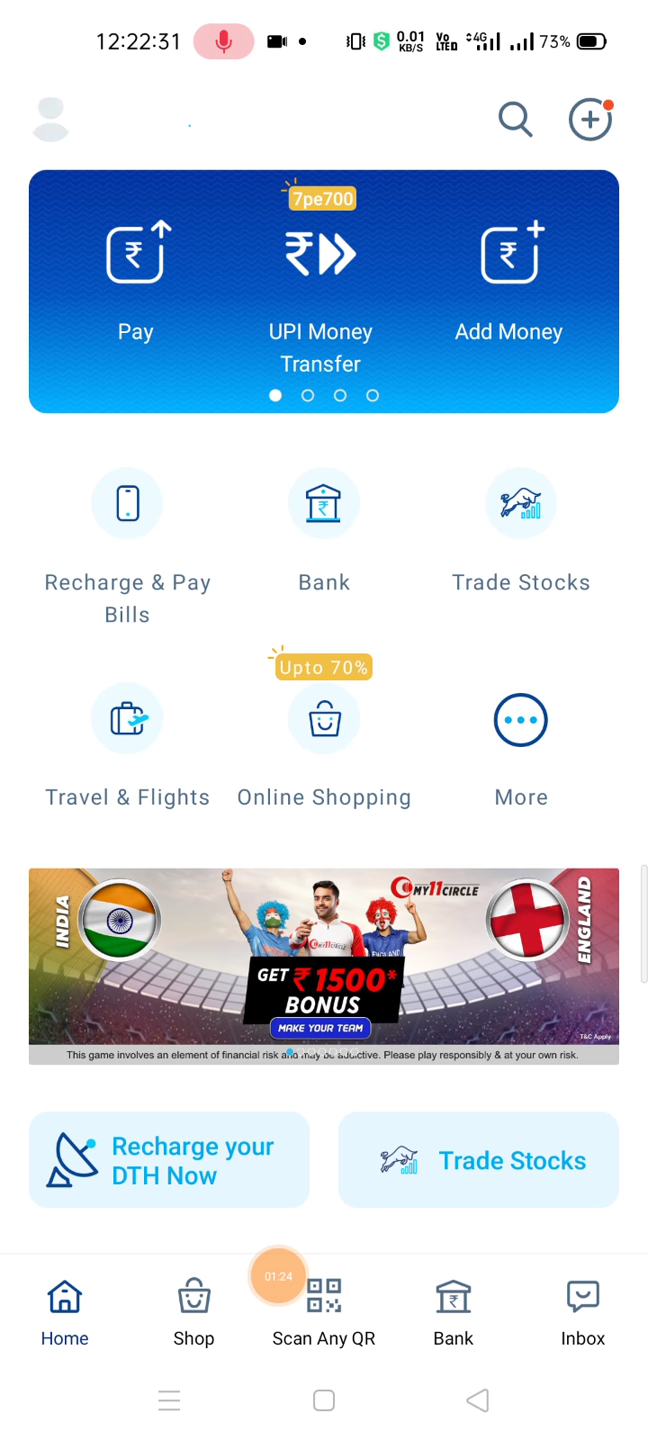 12:22:31
0.01 KB/S
Vo LTE
4G
73%
7pe700
Pay
UPI Money
Transfer
Add Money
Recharge & Pay
Bills
Bank
Trade Stocks
Upto 70%
Travel & Flights
Online Shopping
More
INDIA
MY11CIRCLE
ENGLAND
GET ₹1500*
BONUS
MAKE YOUR TEAM
T&C Apply
This game involves an element of financial risk and may be addictive. Please play responsibly & at your own risk.
Recharge your
DTH Now
Trade Stocks
01:24
Home
Shop
Scan Any QR
Bank
Inbox